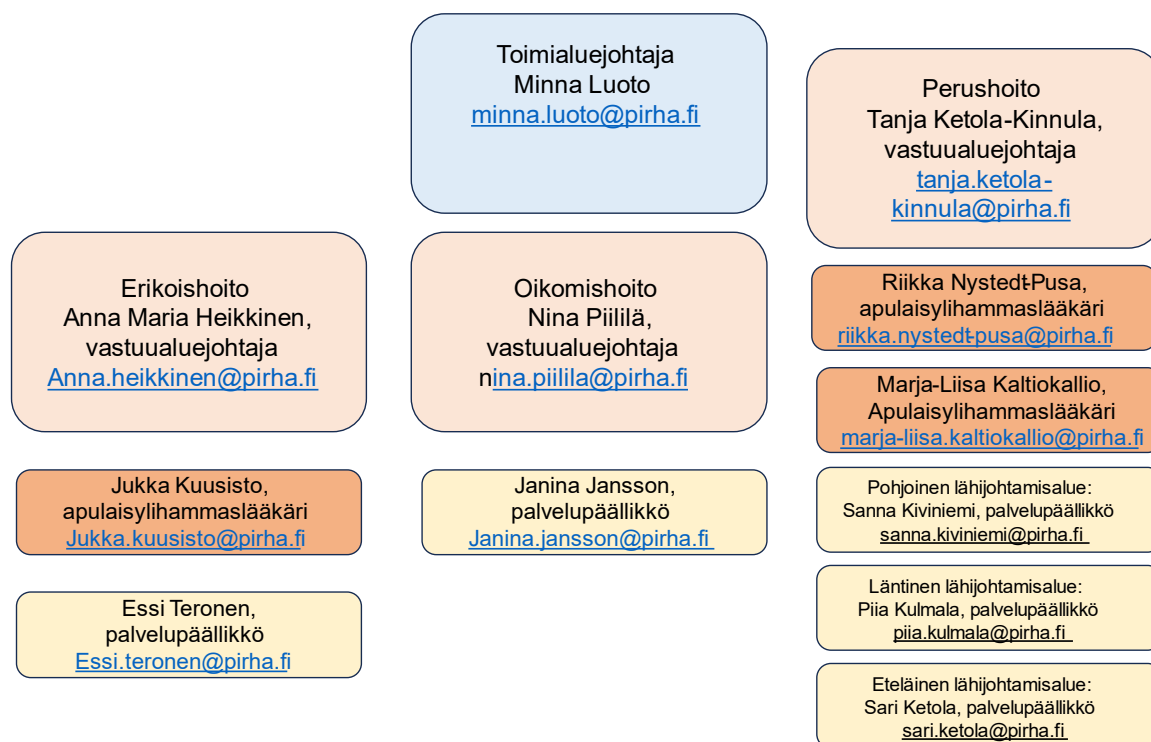 Toimialuejohtaja
Minna Luoto
minna.luoto@pirha.fi
Erikoishoito
Anna Maria Heikkinen,
vastuualuejohtaja
Anna.heikkinen@pirha.fi
Jukka Kuusisto,
apulaisylihammaslääkäri
Jukka.kuusisto@pirha.fi
Essi Teronen,
palvelupäällikkö
Essi.teronen@pirha.fi
Oikomishoito
Nina Piililä,
vastuualuejohtaja
nina.piilila@pirha.fi
Janina Jansson,
palvelupäällikkö
Janina.jansson@pirha.fi
Perushoito
Tanja Ketola-Kinnula,
vastuualuejohtaja
tanja.ketola-
kinnula@pirha.fi
Riikka Nystedt-Pusa,
apulaisylihammaslääkäri
riikka.nystedt-pusa@pirha.fi
Marja-Liisa Kaltiokallio,
Apulaisylihammaslääkäri
marja-liisa.kaltiokallio@pirha.fi
Pohjoinen lähijohtamisalue:
Sanna Kiviniemi, palvelupäällikkö
sanna.kiviniemi@pirha.fi
Läntinen lähijohtamisalue:
Piia Kulmala, palvelupäällikkö
piia.kulmala@pirha.fi
Eteläinen lähijohtamisalue:
Sari Ketola, palvelupäällikkö
sari.ketola@pirha.fi